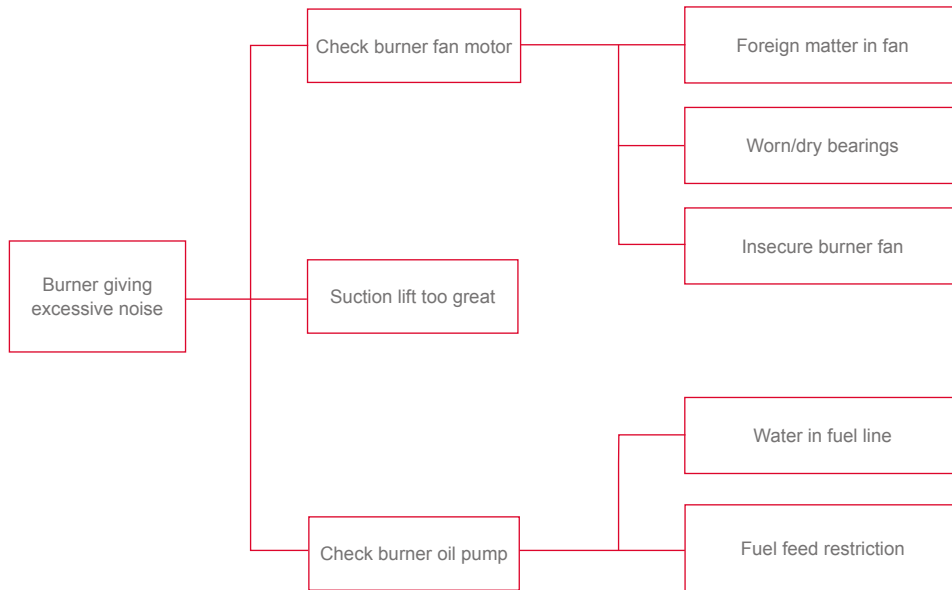 Check burner fan motor
Foreign matter in fan
Worn/dry bearings
Insecure burner fan
Burner giving
excessive noise
Suction lift too great
Water in fuel line
Check burner oil pump
Fuel feed restriction